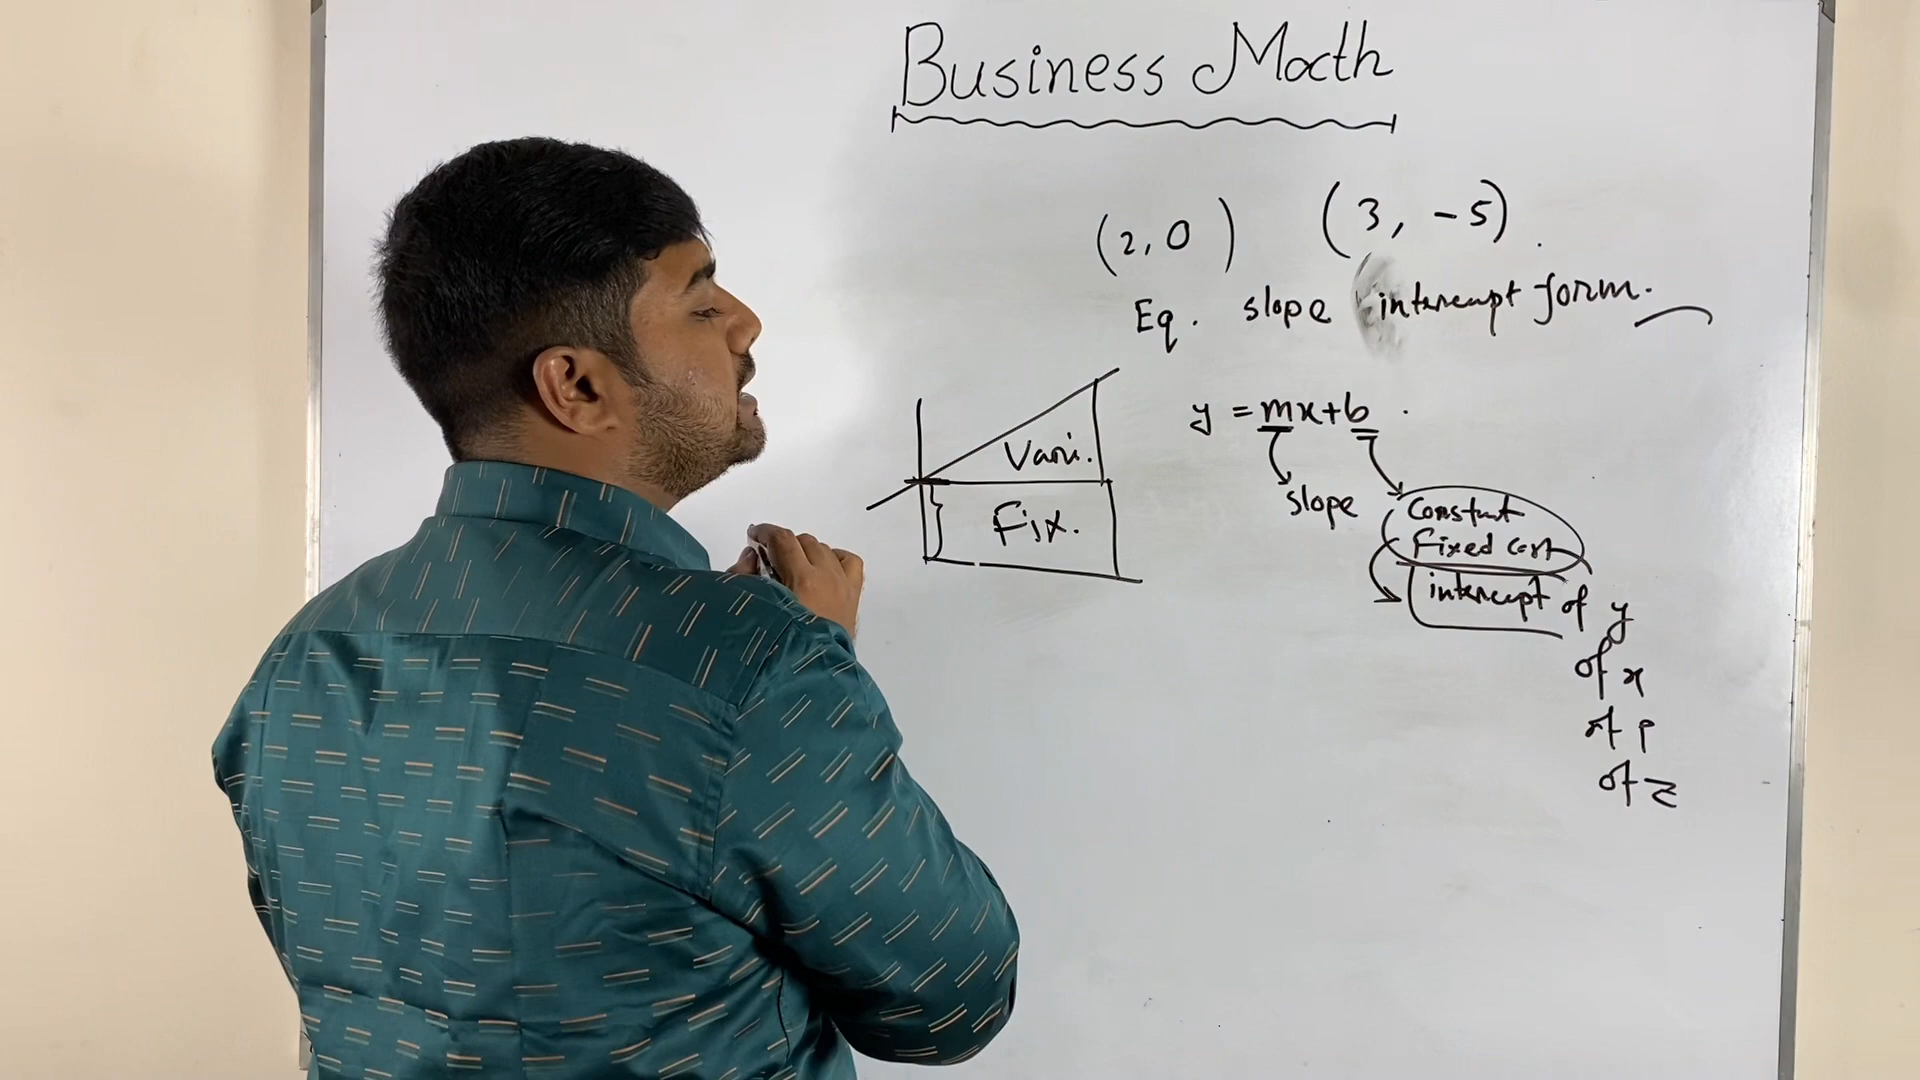 Business Math
(2, 0) (3, -5).
Eq. slope intercept form.
y = mx+b .
Vari.
Fix.
slope
Constant
Fixed cost
intercept of y
of x
of p
of z